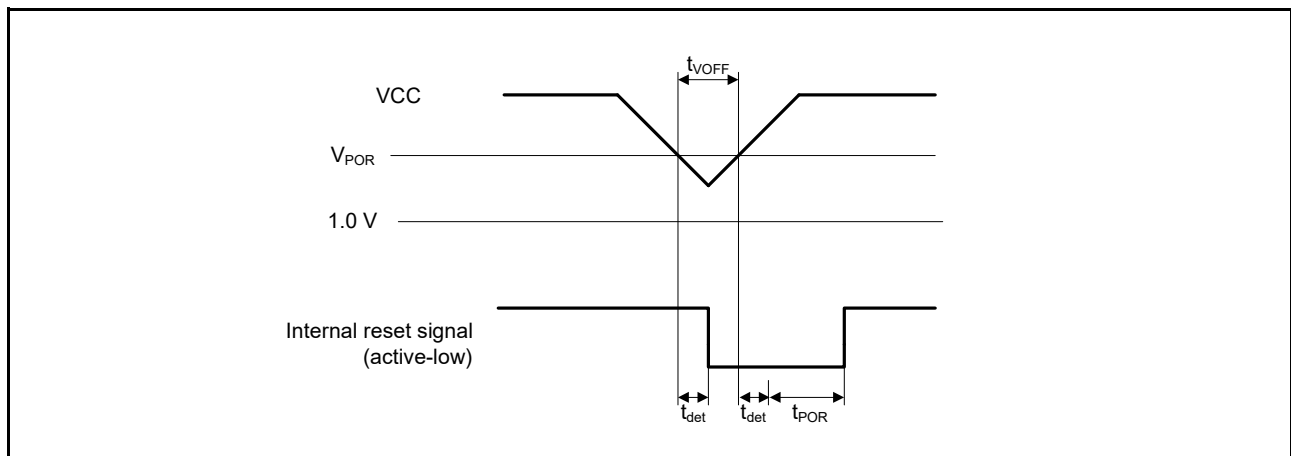 tVOFF
VCC
VPOR
1.0 V
Internal reset signal
(active-low)
tdet
tdet
tPOR